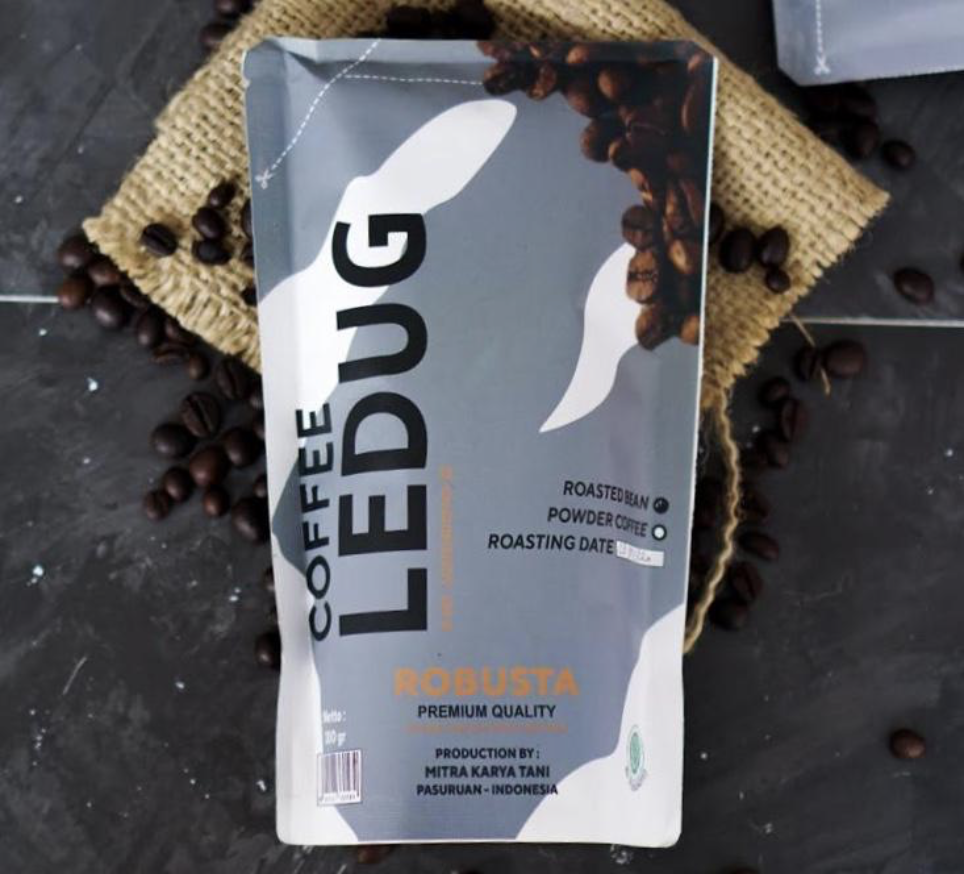 COFFEE
LEDUG
ROASTED BEAN
POWDER COFFEE
ROASTING DATE
ROBUSTA
PREMIUM QUALITY
PRODUCTION BY :
MITRA KARYA TANI
PASURUAN - INDONESIA
Netto :
gr